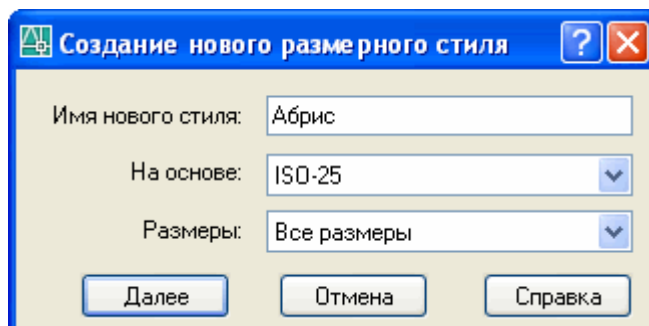 Создание нового размерного стиля
Имя нового стиля: Абрис
На основе: ISO-25
Размеры: Все размеры
Далее Отмена Справка